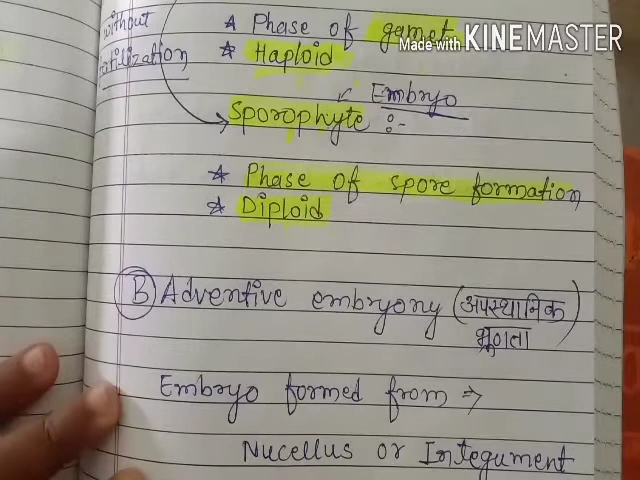 without
fertilization
★ Phase of gamet
Made with KINEMASTER
★ Haploid
Embryo
Sporophyte :-
★ Phase of spore formation
★ Diploid
(B) Adventive embryony (अपस्थानिक
भ्रूणता)
Embryo formed from ⇒
Nucellus or Integument